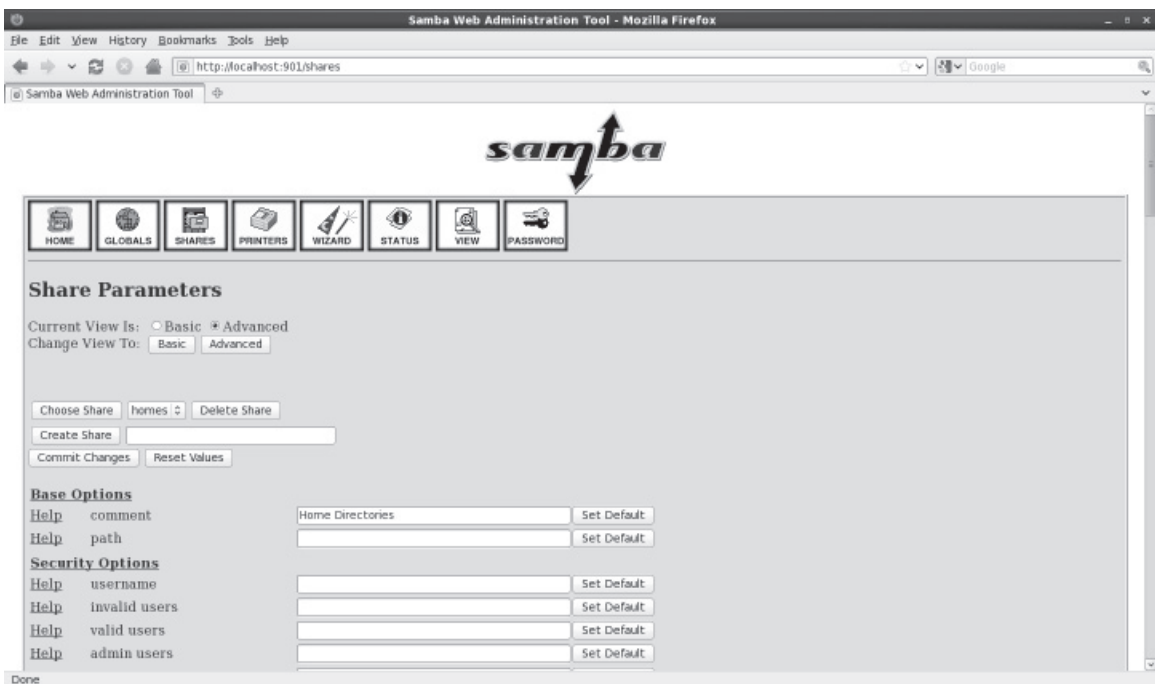 Samba Web Administration Tool - Mozilla Firefox
File Edit View History Bookmarks Tools Help
http://localhost:901/shares
Google
Samba Web Administration Tool
samba
HOME GLOBALS SHARES PRINTERS WIZARD STATUS VIEW PASSWORD
Share Parameters
Current View Is: Basic Advanced
Change View To: Basic Advanced
Choose Share homes Delete Share
Create Share
Commit Changes Reset Values
Base Options
Help comment Home Directories Set Default
Help path Set Default
Security Options
Help username Set Default
Help invalid users Set Default
Help valid users Set Default
Help admin users Set Default
Done